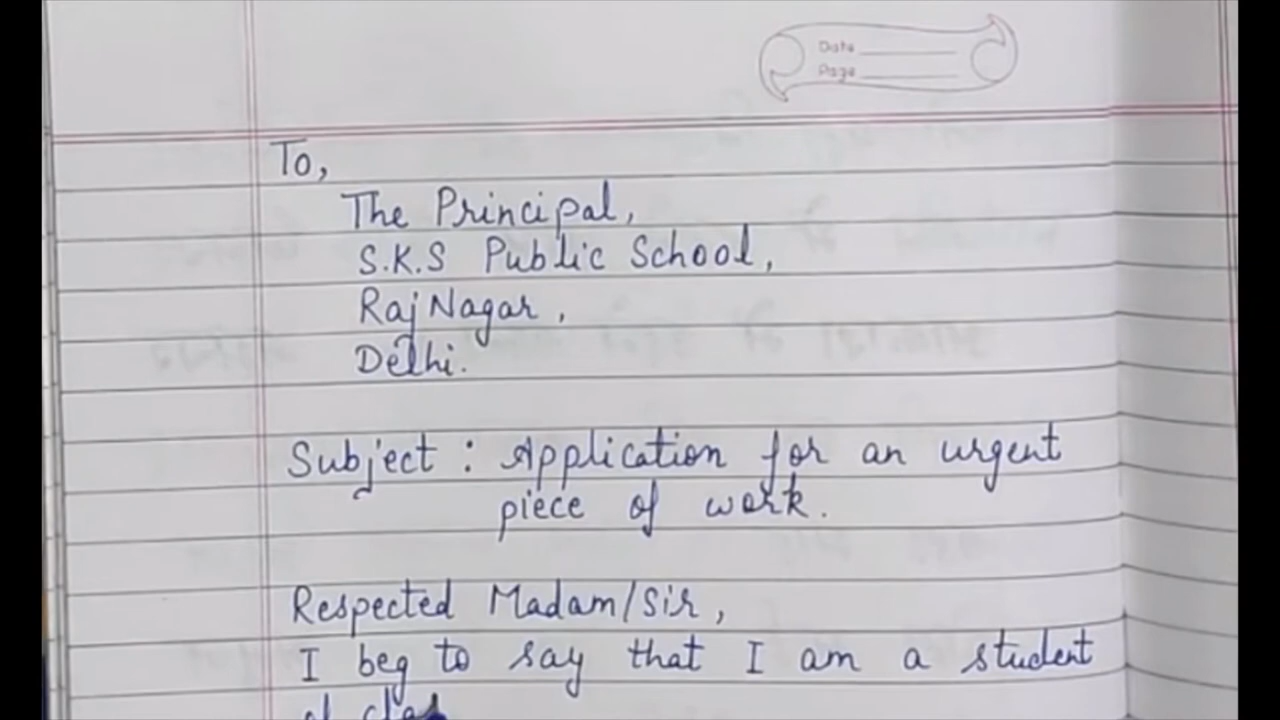 Date
Page
To,
The Principal,
S.K.S Public School,
Raj Nagar,
Delhi.
Subject : Application for an urgent
piece of work.
Respected Madam/Sir,
I beg to say that I am a student
of